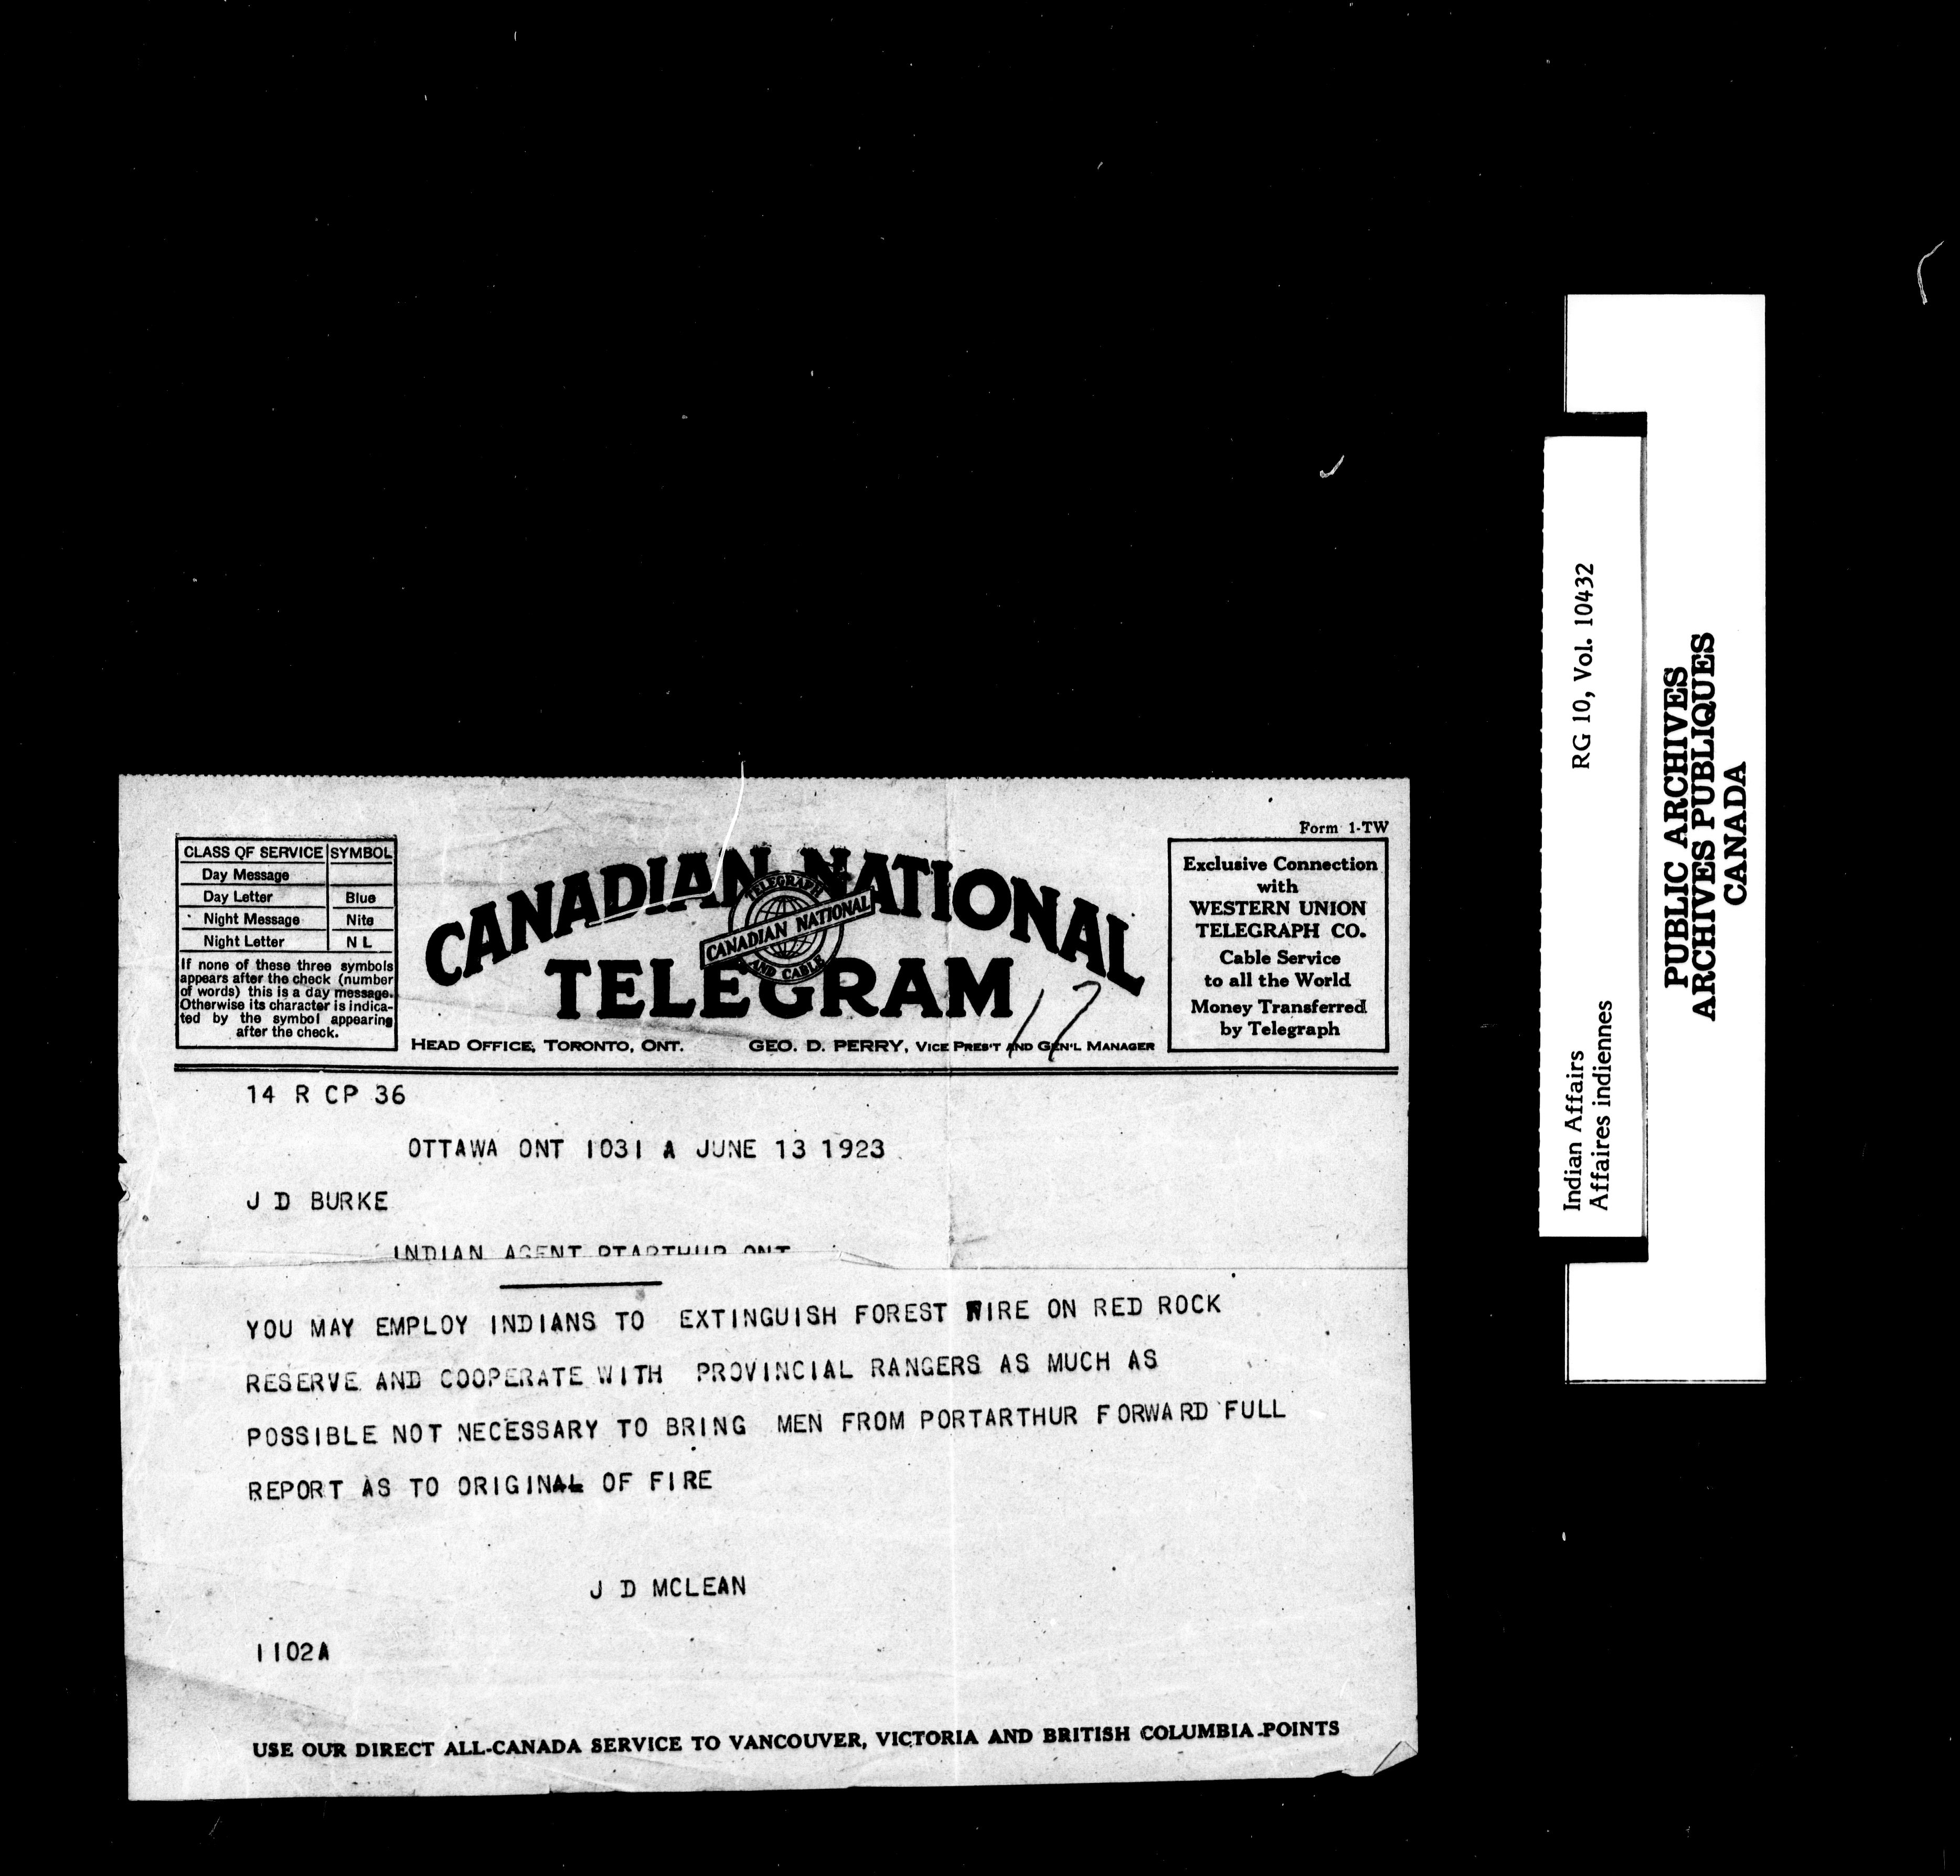 Form 1-TW
CLASS OF SERVICE SYMBOL
Day Message
Day Letter Blue
Night Message Nite
Night Letter N L
If none of these three symbols
appears after the check (number
of words) this is a day message.
Otherwise its character is indica-
ted by the symbol appearing
after the check.
CANADIAN NATIONAL
TELEGRAPH
CANADIAN NATIONAL
AND CABLE
TELEGRAM
17
HEAD OFFICE, TORONTO, ONT. GEO. D. PERRY, VICE PRES'T AND GEN'L MANAGER
Exclusive Connection
with
WESTERN UNION
TELEGRAPH CO.
Cable Service
to all the World
Money Transferred
by Telegraph
14 R CP 36
OTTAWA ONT 1031 A JUNE 13 1923
J D BURKE
INDIAN AGENT PTARTHUR ONT
YOU MAY EMPLOY INDIANS TO EXTINGUISH FOREST FIRE ON RED ROCK
RESERVE AND COOPERATE WITH PROVINCIAL RANGERS AS MUCH AS
POSSIBLE NOT NECESSARY TO BRING MEN FROM PORTARTHUR FORWARD FULL
REPORT AS TO ORIGINAL OF FIRE
J D MCLEAN
1102A
USE OUR DIRECT ALL-CANADA SERVICE TO VANCOUVER, VICTORIA AND BRITISH COLUMBIA POINTS
Indian Affairs RG 10, Vol. 10432
Affaires indiennes
PUBLIC ARCHIVES
ARCHIVES PUBLIQUES
CANADA